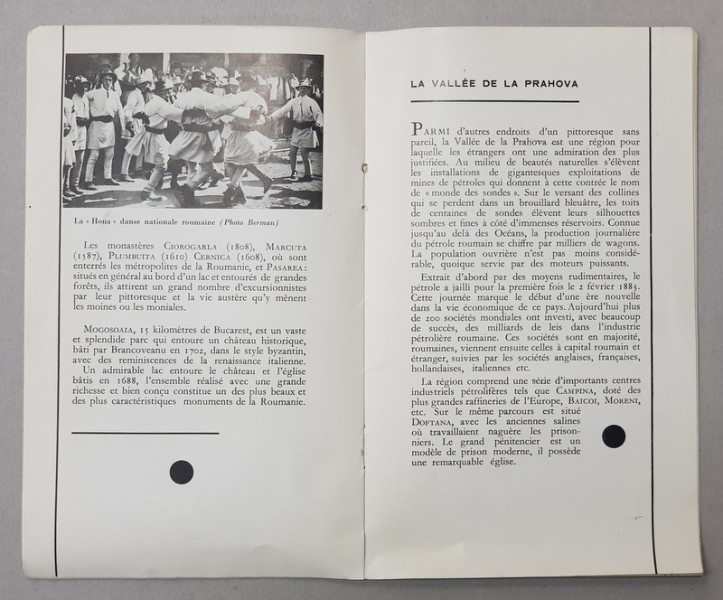 La « Hona » danse nationale roumaine (Photo Berman)
Les monastères CIOROGARLA (1808), MARCUTA
(1587), PLUMBUITA (1610) CERNICA (1608), où sont
enterrés les métropolites de la Roumanie, et PASAREA:
situés en général au bord d'un lac et entourés de grandes
forêts, ils attirent un grand nombre d'excursionnistes
par leur pittoresque et la vie austère qu'y mènent
les moines ou les moniales.
MOGOSOAIA, 15 kilomètres de Bucarest, est un vaste
et splendide parc qui entoure un château historique,
bâti par Brancoveanu en 1702, dans le style byzantin,
avec des reminiscences de la renaissance italienne.
Un admirable lac entoure le château et l'église
bâtis en 1688, l'ensemble réalisé avec une grande
richesse et bien conçu constitue un des plus beaux et
des plus caractéristiques monuments de la Roumanie.
LA VALLÉE DE LA PRAHOVA
PARMI d'autres endroits d'un pittoresque sans
pareil, la Vallée de la Prahova est une région pour
laquelle les étrangers ont une admiration des plus
justifiées. Au milieu de beautés naturelles s'élèvent
les installations de gigantesques exploitations de
mines de pétroles qui donnent à cette contrée le nom
de « monde des sondes ». Sur le versant des collines
qui se perdent dans un brouillard bleuâtre, les toits
de centaines de sondes élèvent leurs silhouettes
sombres et fines à côté d'immenses réservoirs. Connue
jusqu'au delà des Océans, la production journalière
du pétrole roumain se chiffre par milliers de wagons.
La population ouvrière n'est pas moins considé-
rable, quoique servie par des moteurs puissants.
Extrait d'abord par des moyens rudimentaires, le
pétrole a jailli pour la première fois le 2 février 1883.
Cette journée marque le début d'une ère nouvelle
dans la vie économique de ce pays. Aujourd'hui plus
de 200 sociétés mondiales ont investi, avec beaucoup
de succès, des milliards de leis dans l'industrie
pétrolière roumaine. Ces sociétés sont en majorité,
roumaines, viennent ensuite celles à capital roumain et
étranger, suivies par les sociétés anglaises, françaises,
hollandaises, italiennes etc.
La région comprend une série d'importants centres
industriels pétrolifères tels que CAMPINA, doté des
plus grandes raffineries de l'Europe, BAICOI, MORENI,
etc. Sur le même parcours est situé
DOFTANA, avec les anciennes salines
où travaillaient naguère les prison-
niers. Le grand pénitencier est un
modèle de prison moderne, il possède
une remarquable église.